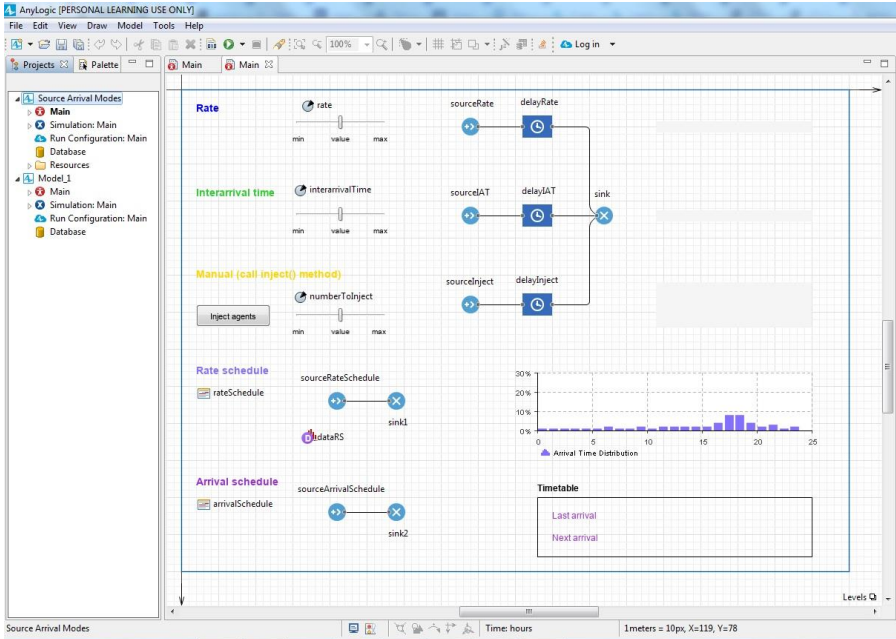 AnyLogic [PERSONAL LEARNING USE ONLY]
File Edit View Draw Model Tools Help
100% Log in
Projects Palette
Main Main
Source Arrival Modes
Main
Simulation: Main
Run Configuration: Main
Database
Resources
Model_1
Main
Simulation: Main
Run Configuration: Main
Database
Rate
rate
min value max
sourceRate delayRate
Interarrival time
interarrivalTime
min value max
sourceIAT delayIAT sink
Manual (call inject() method)
Inject agents
numberToInject
min value max
sourceInject delayInject
Rate schedule
rateSchedule
sourceRateSchedule
sink1
dataRS
30%
20%
10%
0%
0 5 10 15 20 25
Arrival Time Distribution
Arrival schedule
arrivalSchedule
sourceArrivalSchedule
sink2
Timetable
Last arrival
Next arrival
Levels
Source Arrival Modes Time: hours 1meters = 10px, X=119, Y=78